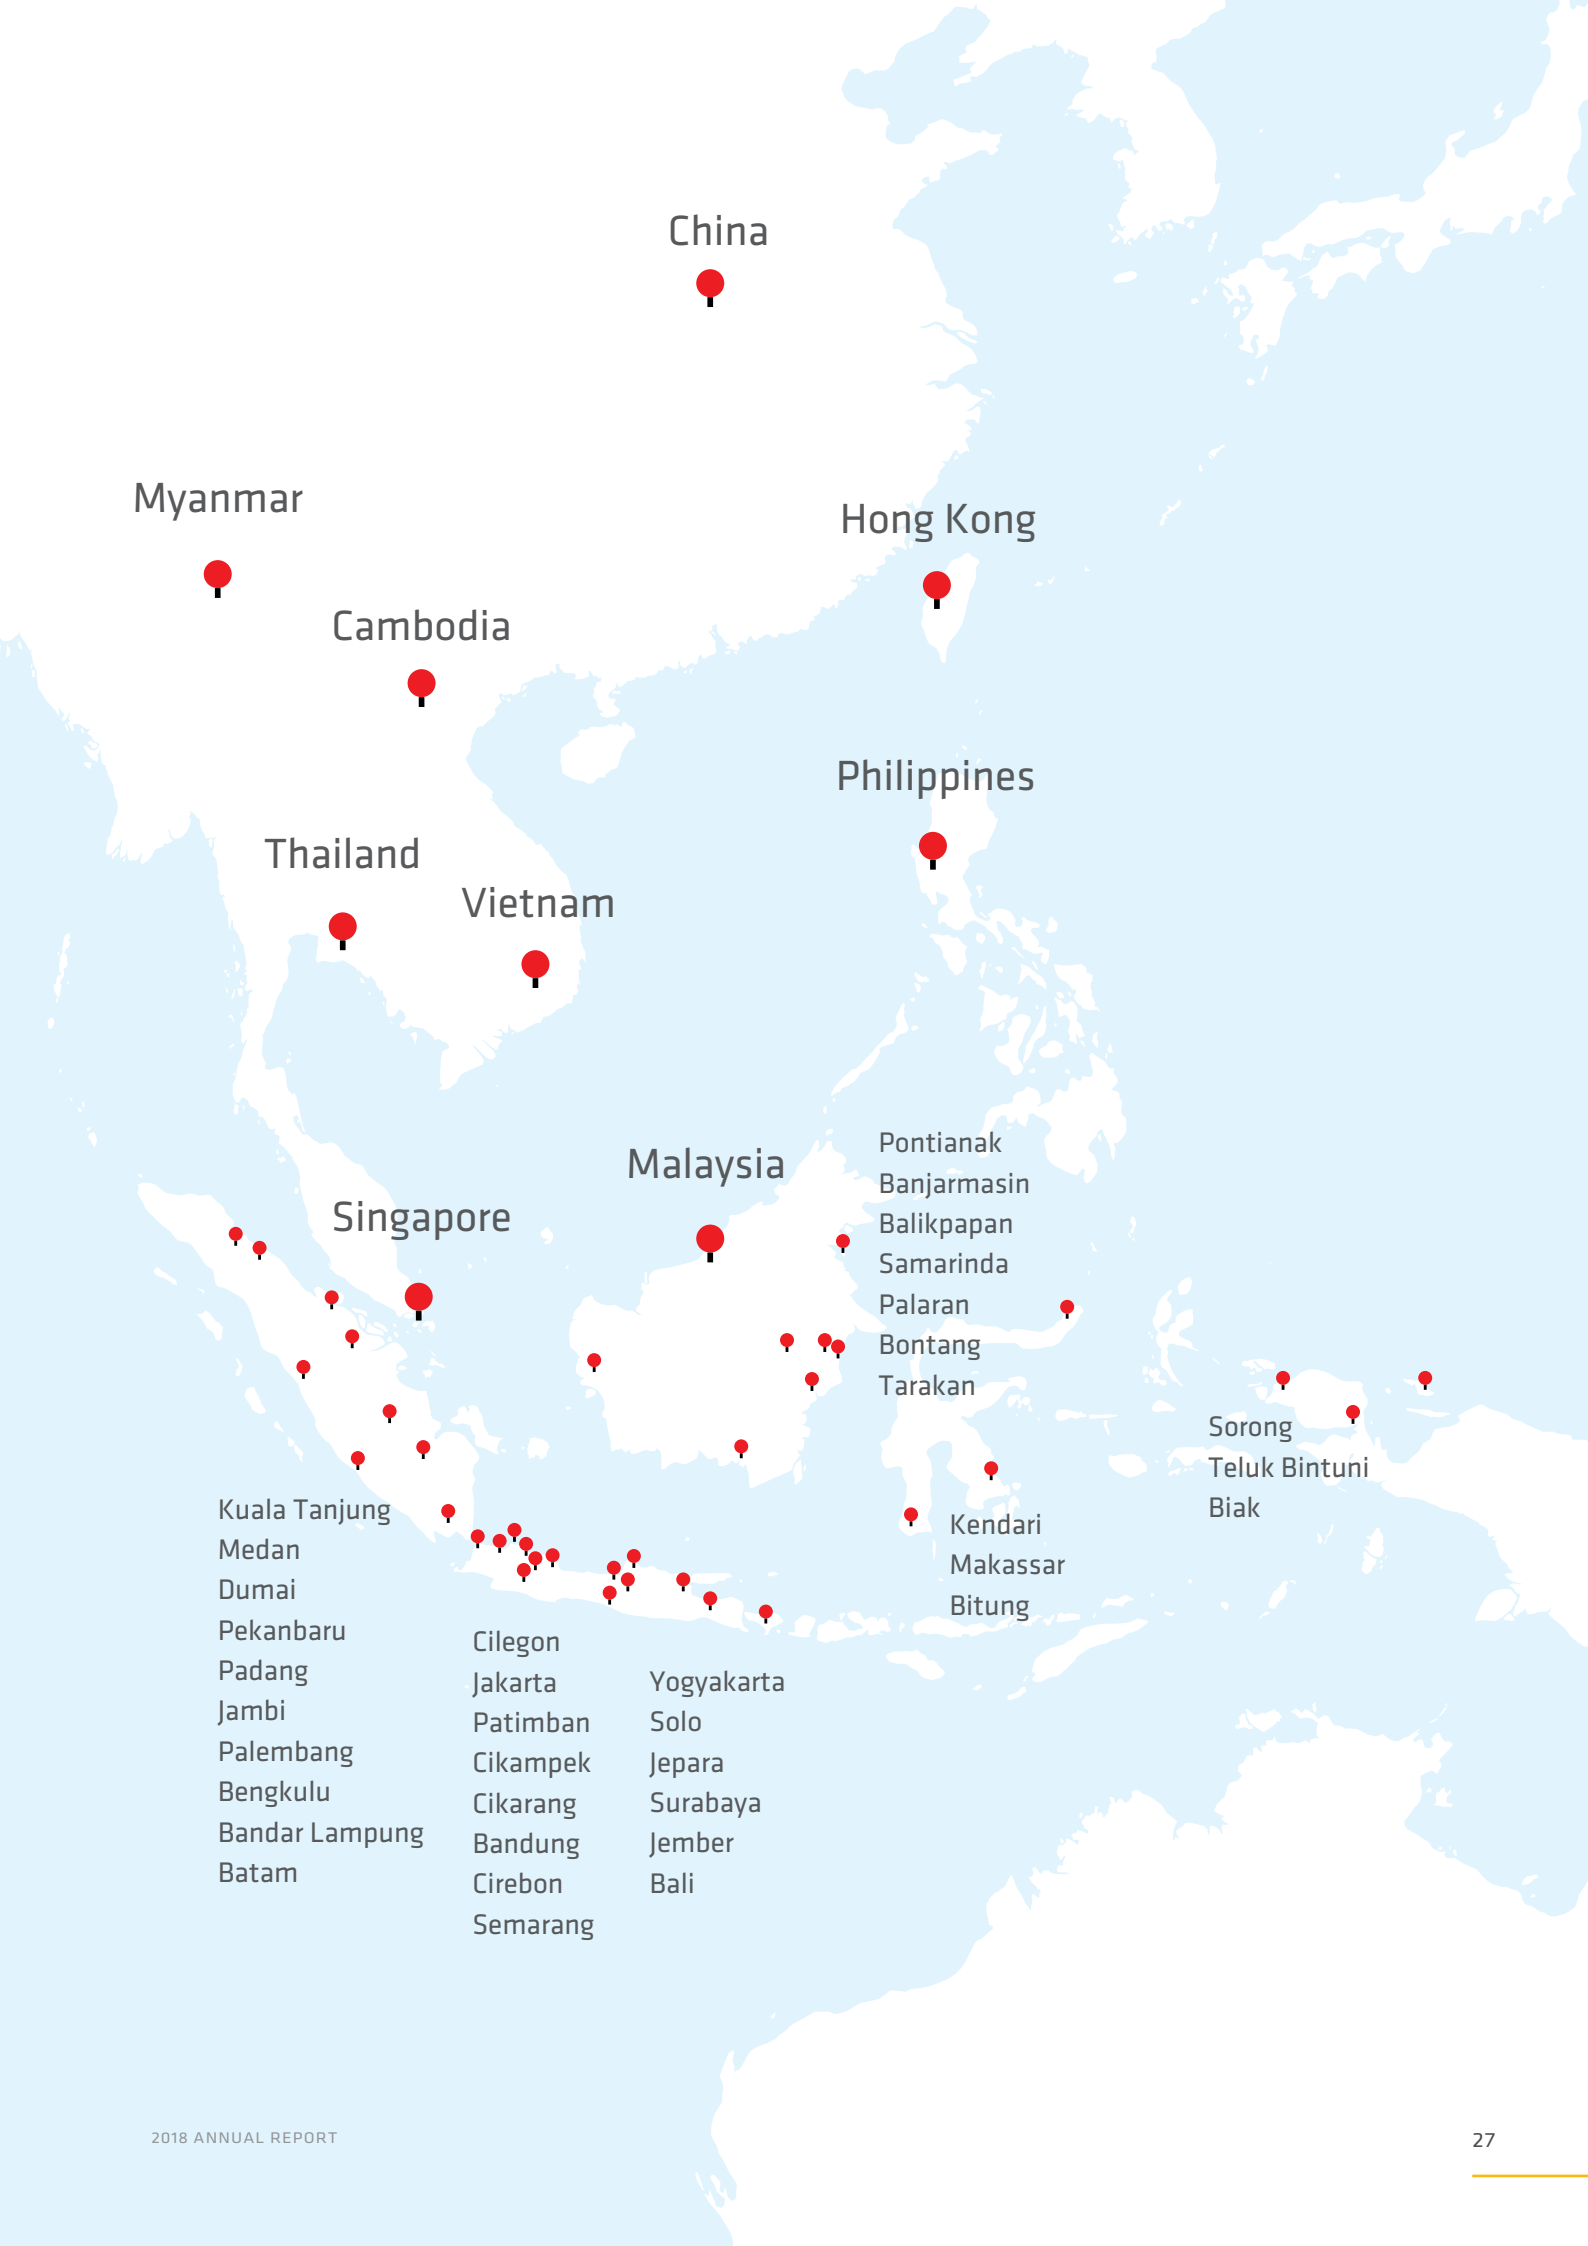 China
Myanmar
Hong Kong
Cambodia
Philippines
Thailand
Vietnam
Malaysia
Singapore
Pontianak
Banjarmasin
Balikpapan
Samarinda
Palaran
Bontang
Tarakan
Sorong
Teluk Bintuni
Biak
Kendari
Makassar
Bitung
Kuala Tanjung
Medan
Dumai
Pekanbaru
Padang
Jambi
Palembang
Bengkulu
Bandar Lampung
Batam
Cilegon
Jakarta
Patimban
Cikampek
Cikarang
Bandung
Cirebon
Semarang
Yogyakarta
Solo
Jepara
Surabaya
Jember
Bali
2018 ANNUAL REPORT
27